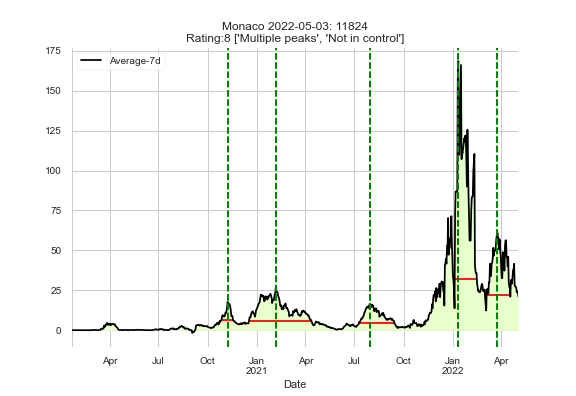 Monaco 2022-05-03: 11824
Rating:8 ['Multiple peaks', 'Not in control']
Average-7d
175
150
125
100
75
50
25
0
Apr Jul Oct Jan Apr Jul Oct Jan Apr
2021 2022
Date